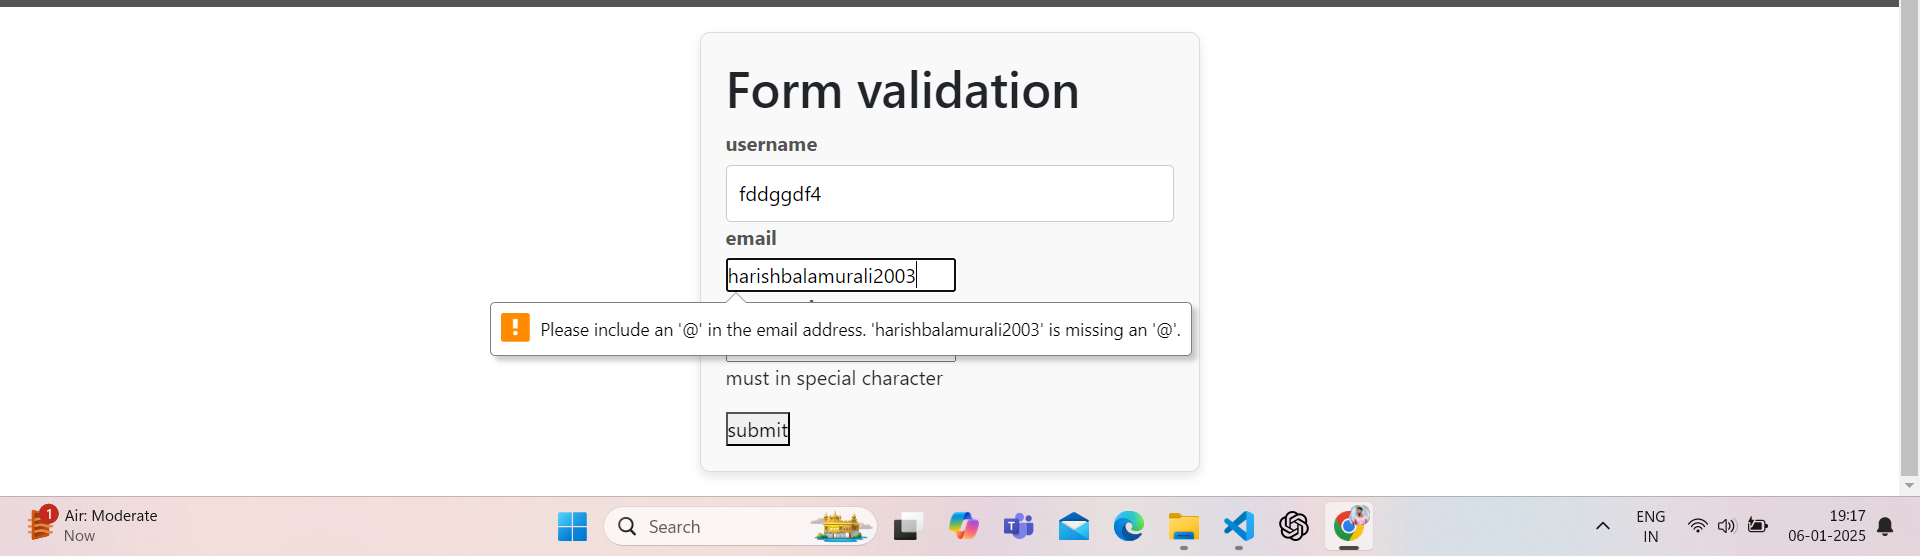 Form validation
username
fddggdf4
email
harishbalamurali2003
Please include an '@' in the email address. 'harishbalamurali2003' is missing an '@'.
must in special character
submit
1
Air: Moderate
Now
Search
ENG
IN
19:17
06-01-2025